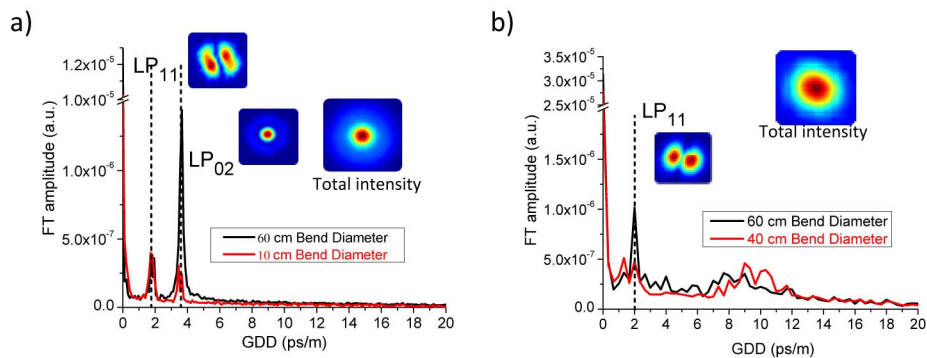 a)
1.2x10⁻⁵
1.0x10⁻⁵
1.0x10⁻⁶
5.0x10⁻⁷
0.0
FT amplitude (a.u.)
LP₁₁
LP₀₂
Total intensity
60 cm Bend Diameter
10 cm Bend Diameter
0 2 4 6 8 10 12 14 16 18 20
GDD (ps/m)
b)
3.5x10⁻⁵
3.0x10⁻⁵
2.5x10⁻⁵
1.5x10⁻⁶
1.0x10⁻⁶
5.0x10⁻⁷
0.0
FT amplitude (a.u.)
LP₁₁
Total intensity
60 cm Bend Diameter
40 cm Bend Diameter
0 2 4 6 8 10 12 14 16 18 20
GDD (ps/m)